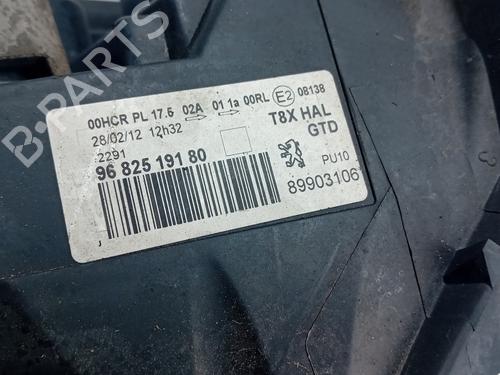 00HCR PL 17.5 02A → 01 1a 00RL E2 08138
28/02/12 12h32
T8X HAL
2291
GTD
96 825 191 80
PU10
89903106
J
B-PARTS